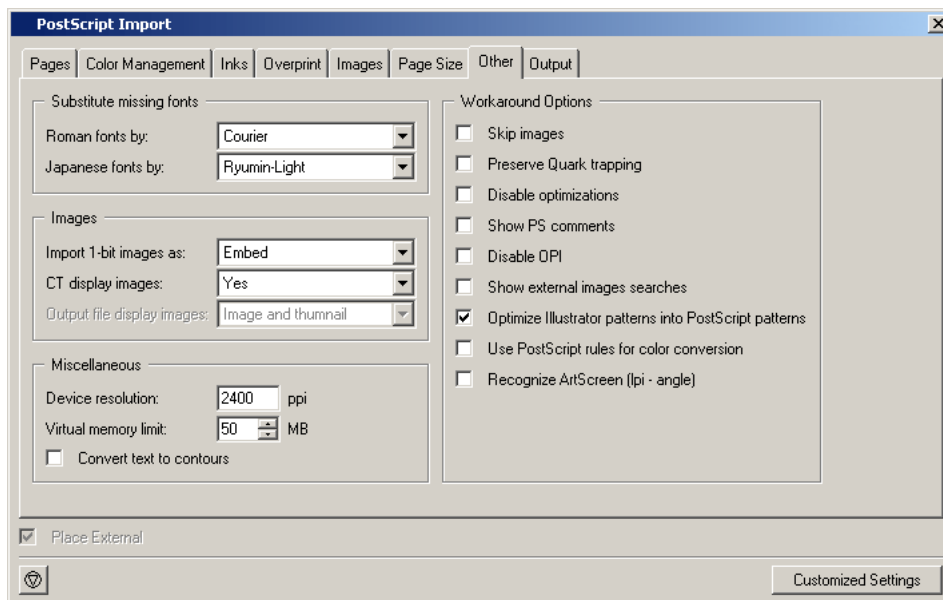 PostScript Import
Pages Color Management Inks Overprint Images Page Size Other Output
Substitute missing fonts
Roman fonts by: Courier
Japanese fonts by: Ryumin-Light
Images
Import 1-bit images as: Embed
CT display images: Yes
Output file display images: Image and thumnail
Miscellaneous
Device resolution: 2400 ppi
Virtual memory limit: 50 MB
Convert text to contours
Workaround Options
Skip images
Preserve Quark trapping
Disable optimizations
Show PS comments
Disable OPI
Show external images searches
Optimize Illustrator patterns into PostScript patterns
Use PostScript rules for color conversion
Recognize ArtScreen (lpi - angle)
Place External
Customized Settings